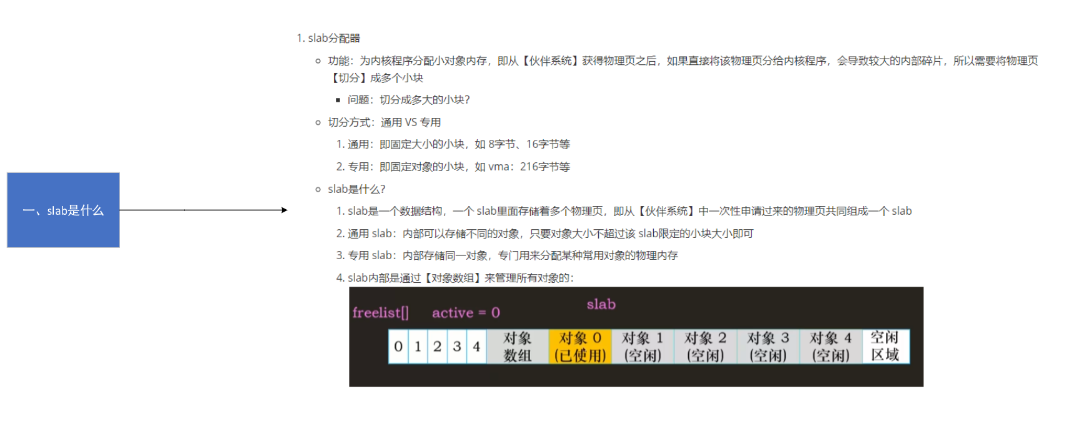 一、slab是什么
1. slab分配器
功能：为内核程序分配小对象内存，即从【伙伴系统】获得物理页之后，如果直接将该物理页分给内核程序，会导致较大的内部碎片，所以需要将物理页
【切分】成多个小块
问题：切分成多大的小块？
切分方式：通用 VS 专用
1. 通用：即固定大小的小块，如 8字节、16字节等
2. 专用：即固定对象的小块，如 vma：216字节等
slab是什么？
1. slab是一个数据结构，一个 slab里面存储着多个物理页，即从【伙伴系统】中一次性申请过来的物理页共同组成一个 slab
2. 通用 slab：内部可以存储不同的对象，只要对象大小不超过该 slab限定的小块大小即可
3. 专用 slab：内部存储同一对象，专门用来分配某种常用对象的物理内存
4. slab内部是通过【对象数组】来管理所有对象的：
slab
freelist[] active = 0
0 1 2 3 4 对象数组 对象 0 (已使用) 对象 1 (空闲) 对象 2 (空闲) 对象 3 (空闲) 对象 4 (空闲) 空闲区域